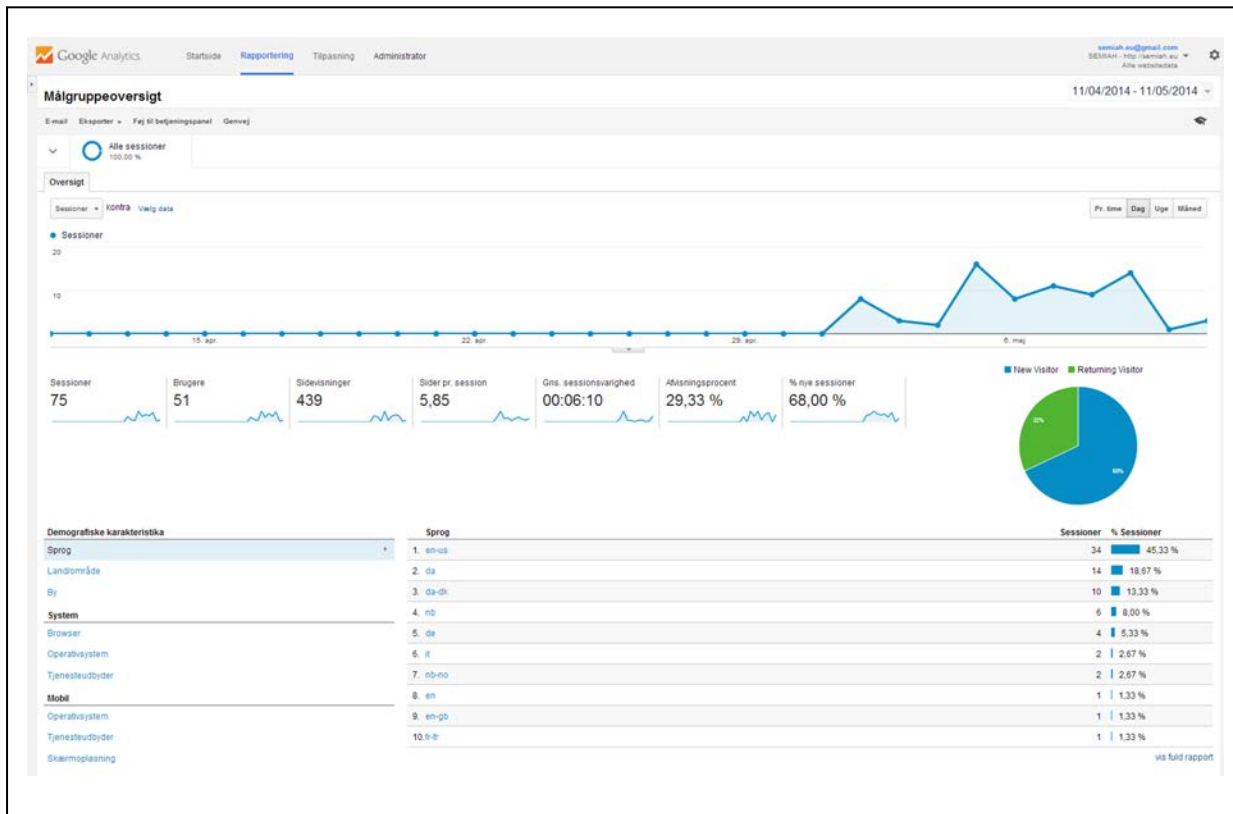 Google Analytics Startside Rapportering Tilpasning Administrator
semiah.eu@gmail.com
SEMIAH - http://semiah.eu
Alle websitedata
Målgruppeoversigt
11/04/2014 - 11/05/2014
E-mail Eksporter Føj til betjeningspanel Genvej
Alle sessioner
100.00 %
Oversigt
Sessioner kontra Vælg data
Pr. time Dag Uge Måned
Sessioner
20
10
15. apr. 22. apr. 29. apr. 6. maj
New Visitor Returning Visitor
Sessioner Brugere Sidevisninger Sider pr. session Gns. sessionsvarighed Afvisningsprocent % nye sessioner
75 51 439 5,85 00:06:10 29,33 % 68,00 %
32%
68%
Demografiske karakteristika
Sprog
Land/område
By
System
Browser
Operativsystem
Tjenesteudbyder
Mobil
Operativsystem
Tjenesteudbyder
Skærmopløsning
Sprog Sessioner % Sessioner
1. en-us 34 45,33 %
2. da 14 18,67 %
3. da-dk 10 13,33 %
4. nb 6 8,00 %
5. de 4 5,33 %
6. it 2 2,67 %
7. nb-no 2 2,67 %
8. en 1 1,33 %
9. en-gb 1 1,33 %
10. fr-fr 1 1,33 %
vis fuld rapport